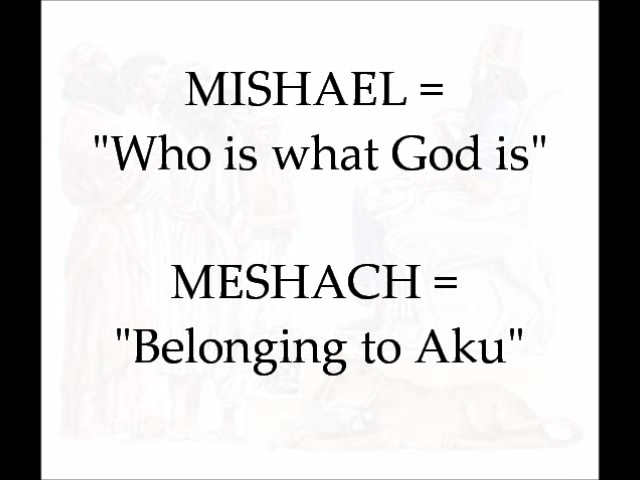 MISHAEL =
"Who is what God is"
MESHACH =
"Belonging to Aku"